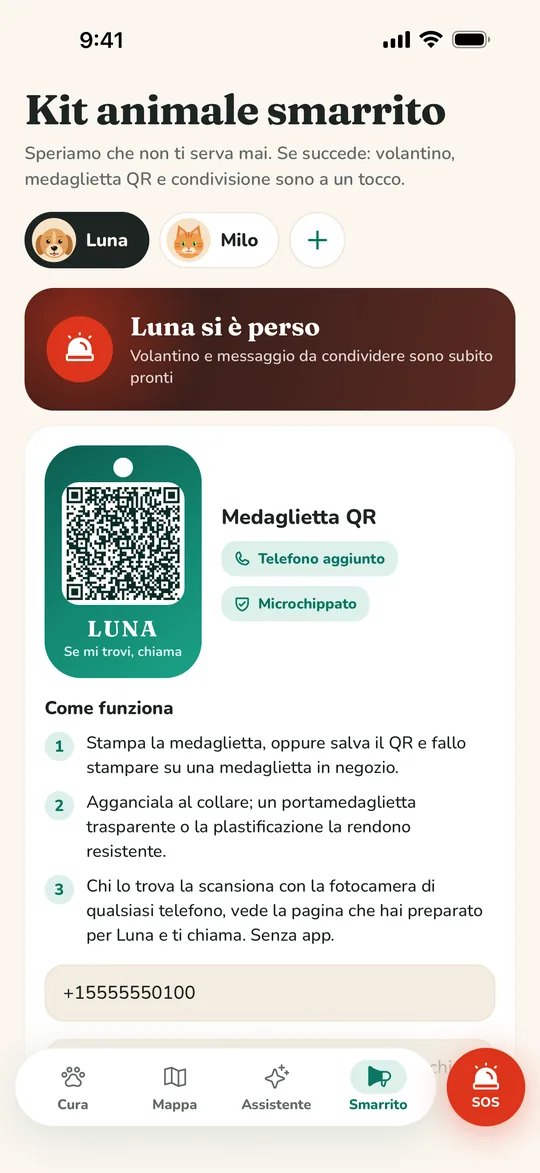 9:41
Kit animale smarrito
Speriamo che non ti serva mai. Se succede: volantino,
medaglietta QR e condivisione sono a un tocco.
Luna
Milo
Luna si è perso
Volantino e messaggio da condividere sono subito
pronti
LUNA
Se mi trovi, chiama
Medaglietta QR
Telefono aggiunto
Microchippato
Come funziona
1 Stampa la medaglietta, oppure salva il QR e fallo
stampare su una medaglietta in negozio.
2 Agganciala al collare; un portamedaglietta
trasparente o la plastificazione la rendono
resistente.
3 Chi lo trova la scansiona con la fotocamera di
qualsiasi telefono, vede la pagina che hai preparato
per Luna e ti chiama. Senza app.
+15555550100
Cura
Mappa
Assistente
Smarrito
SOS